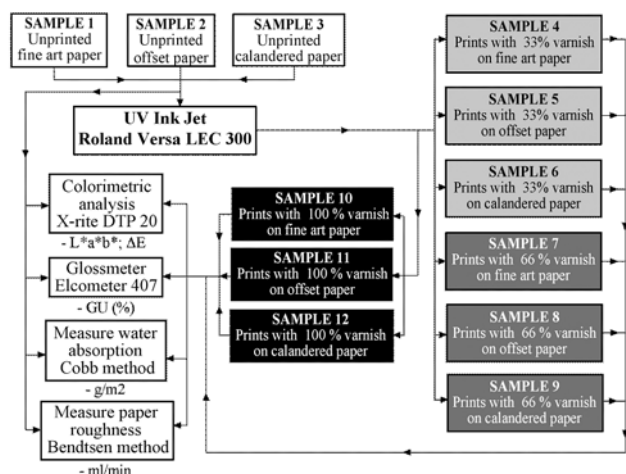 SAMPLE 1
Unprinted
fine art paper
SAMPLE 2
Unprinted
offset paper
SAMPLE 3
Unprinted
calandered paper
UV Ink Jet
Roland Versa LEC 300
Colorimetric
analysis
X-rite DTP 20
- L*a*b*; ΔE
Glossmeter
Elcometer 407
- GU (%)
Measure water
absorption
Cobb method
- g/m2
Measure paper
roughness
Bendtsen method
- ml/min
SAMPLE 10
Prints with 100 % varnish
on fine art paper
SAMPLE 11
Prints with 100 % varnish
on offset paper
SAMPLE 12
Prints with 100 % varnish
on calandered paper
SAMPLE 4
Prints with 33% varnish
on fine art paper
SAMPLE 5
Prints with 33% varnish
on offset paper
SAMPLE 6
Prints with 33% varnish
on calandered paper
SAMPLE 7
Prints with 66 % varnish
on fine art paper
SAMPLE 8
Prints with 66 % varnish
on offset paper
SAMPLE 9
Prints with 66 % varnish
on calandered paper